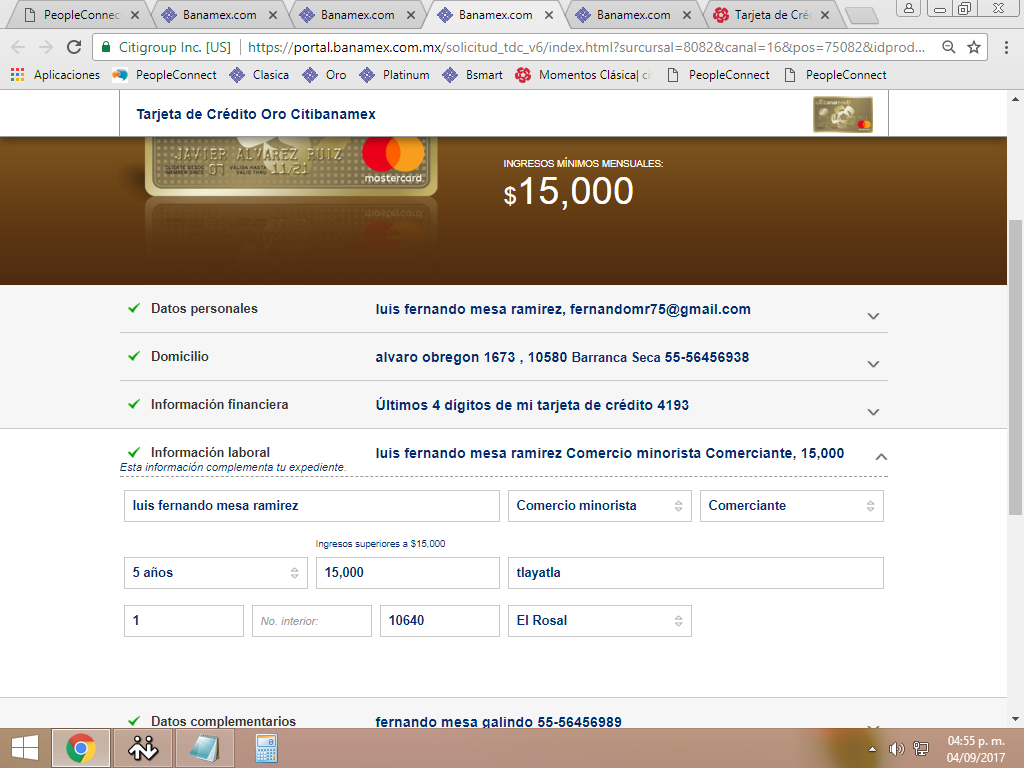 PeopleConnec Banamex.com Banamex.com Banamex.com Banamex.com Tarjeta de Cré
Citigroup Inc. [US] https://portal.banamex.com.mx/solicitud_tdc_v6/index.html?surcursal=8082&canal=16&pos=75082&idprod...
Aplicaciones PeopleConnect Clasica Oro Platinum Bsmart Momentos Clásica| ci PeopleConnect PeopleConnect
Tarjeta de Crédito Oro Citibanamex
JAVIER ALVAREZ RUIZ
07 11/21
mastercard
INGRESOS MÍNIMOS MENSUALES:
$15,000
Datos personales luis fernando mesa ramirez, fernandomr75@gmail.com
Domicilio alvaro obregon 1673 , 10580 Barranca Seca 55-56456938
Información financiera Últimos 4 dígitos de mi tarjeta de crédito 4193
Información laboral luis fernando mesa ramirez Comercio minorista Comerciante, 15,000
Esta información complementa tu expediente.
luis fernando mesa ramirez Comercio minorista Comerciante
Ingresos superiores a $15,000
5 años 15,000 tlayatla
1 No. interior: 10640 El Rosal
Datos complementarios fernando mesa galindo 55-56456989
04:55 p. m.
04/09/2017